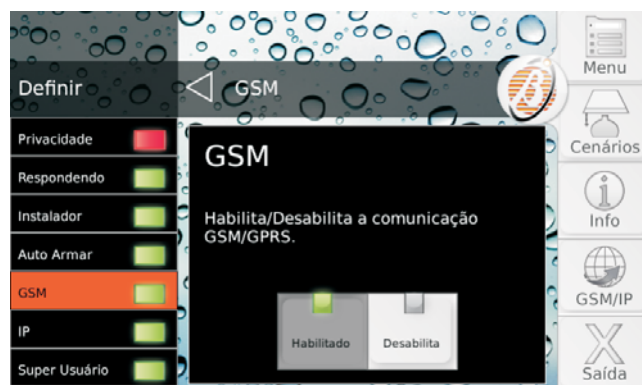 Definir
GSM
Privacidade
Respondendo
Instalador
Auto Armar
GSM
IP
Super Usuário
GSM
Habilita/Desabilita a comunicação
GSM/GPRS.
Habilitado
Desabilita
B
Menu
Cenários
i
Info
GSM/IP
X
Saída